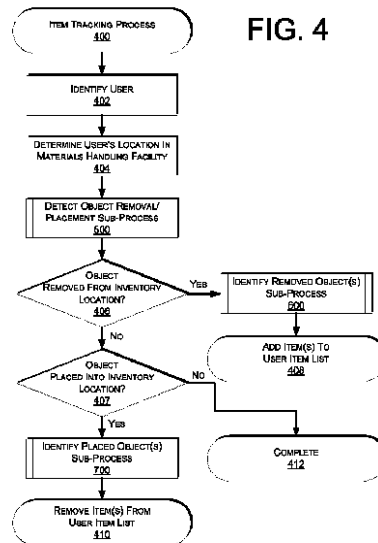 FIG. 4
ITEM TRACKING PROCESS
400
IDENTIFY USER
402
DETERMINE USER'S LOCATION IN
MATERIALS HANDLING FACILITY
404
DETECT OBJECT REMOVAL/
PLACEMENT SUB-PROCESS
500
OBJECT
REMOVED FROM INVENTORY
LOCATION?
406
YES
IDENTIFY REMOVED OBJECT(S)
SUB-PROCESS
600
ADD ITEM(S) TO
USER ITEM LIST
408
NO
OBJECT
PLACED INTO INVENTORY
LOCATION?
407
NO
COMPLETE
412
YES
IDENTIFY PLACED OBJECT(S)
SUB-PROCESS
700
REMOVE ITEM(S) FROM
USER ITEM LIST
410